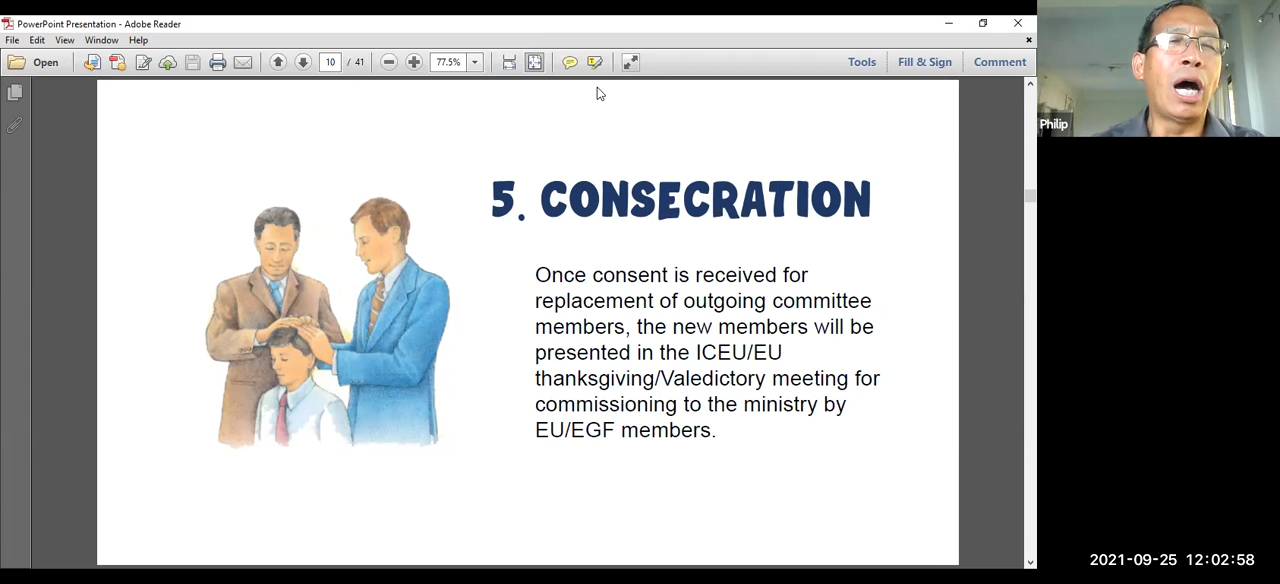 PowerPoint Presentation - Adobe Reader
File Edit View Window Help
Open 10 / 41 77.5% Tools Fill & Sign Comment
Philip
5. CONSECRATION
Once consent is received for
replacement of outgoing committee
members, the new members will be
presented in the ICEU/EU
thanksgiving/Valedictory meeting for
commissioning to the ministry by
EU/EGF members.
2021-09-25 12:02:58